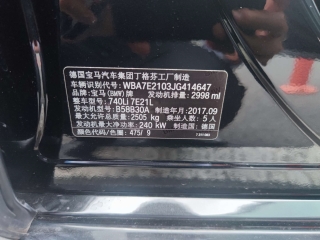 德国宝马汽车集团丁格芬工厂制造
车辆识别代号: WBA7E2103JG414647
品牌: 宝马(BMW)牌 发动机排量: 2998 ml
整车型号: 740Li 7E21L
发动机型号: B58B30A 制造年月: 2017.09
最大允许总质量: 2505 kg 乘坐人数: 5 人
发动机最大净功率: 240 kW 制造国: 德国
颜色代码/色号: 475/ 9